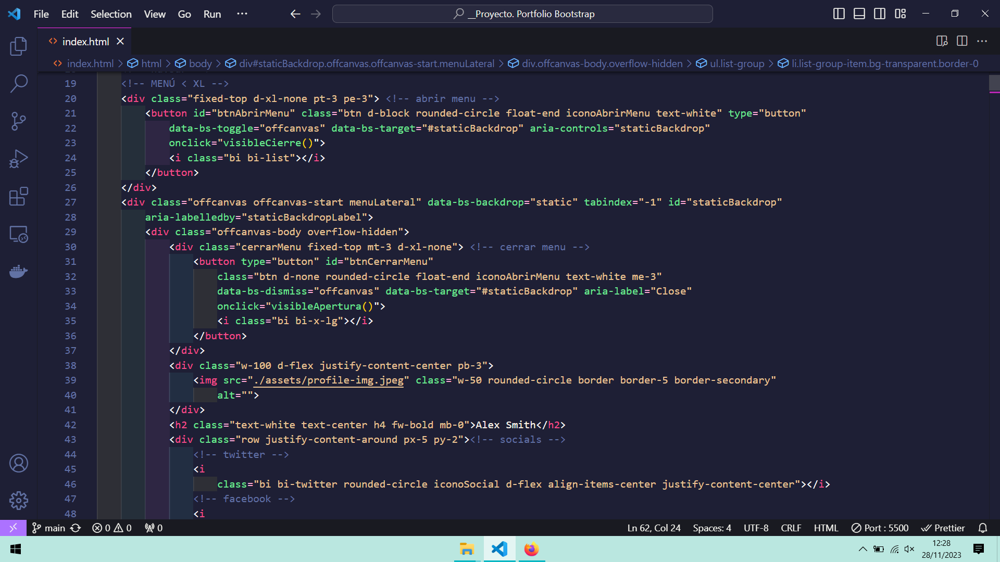 File Edit Selection View Go Run ···
__Proyecto. Portfolio Bootstrap
index.html
index.html > html > body > div#staticBackdrop.offcanvas.offcanvas-start.menuLateral > div.offcanvas-body.overflow-hidden > ul.list-group > li.list-group-item.bg-transparent.border-0
19 <!-- MENÚ < XL -->
20 <div class="fixed-top d-xl-none pt-3 pe-3"> <!-- abrir menu -->
21 <button id="btnAbrirMenu" class="btn d-block rounded-circle float-end iconoAbrirMenu text-white" type="button"
22 data-bs-toggle="offcanvas" data-bs-target="#staticBackdrop" aria-controls="staticBackdrop"
23 onclick="visibleCierre()">
24 <i class="bi bi-list"></i>
25 </button>
26 </div>
27 <div class="offcanvas offcanvas-start menuLateral" data-bs-backdrop="static" tabindex="-1" id="staticBackdrop"
28 aria-labelledby="staticBackdropLabel">
29 <div class="offcanvas-body overflow-hidden">
30 <div class="cerrarMenu fixed-top mt-3 d-xl-none"> <!-- cerrar menu -->
31 <button type="button" id="btnCerrarMenu"
32 class="btn d-none rounded-circle float-end iconoAbrirMenu text-white me-3"
33 data-bs-dismiss="offcanvas" data-bs-target="#staticBackdrop" aria-label="Close"
34 onclick="visibleApertura()">
35 <i class="bi bi-x-lg"></i>
36 </button>
37 </div>
38 <div class="w-100 d-flex justify-content-center pb-3">
39 <img src="./assets/profile-img.jpeg" class="w-50 rounded-circle border border-5 border-secondary"
40 alt="">
41 </div>
42 <h2 class="text-white text-center h4 fw-bold mb-0">Alex Smith</h2>
43 <div class="row justify-content-around px-5 py-2"><!-- socials -->
44 <!-- twitter -->
45 <i
46 class="bi bi-twitter rounded-circle iconoSocial d-flex align-items-center justify-content-center"></i>
47 <!-- facebook -->
48 <i
main 0 0 0 Ln 62, Col 24 Spaces: 4 UTF-8 CRLF HTML Port : 5500 Prettier
12:28
28/11/2023